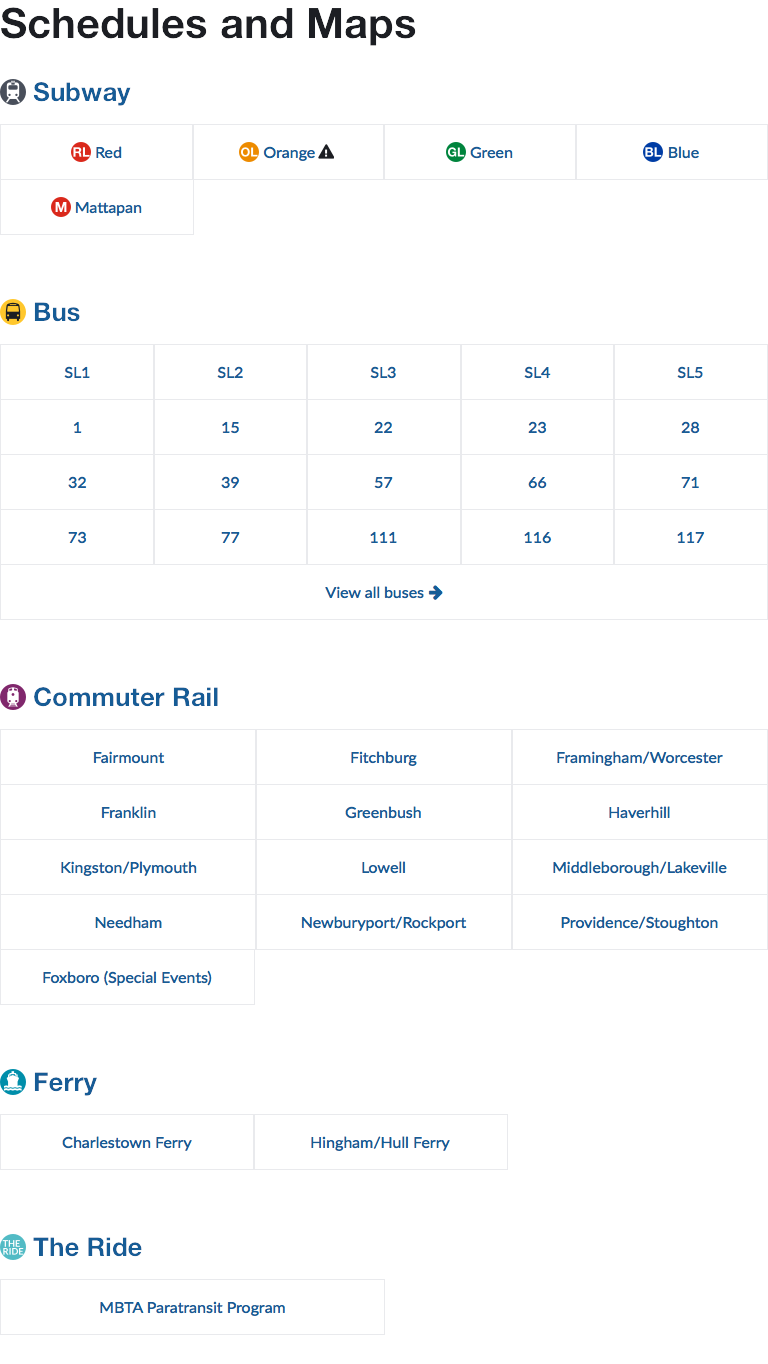 Schedules and Maps
Subway
RL Red OL Orange GL Green BL Blue
M Mattapan
Bus
SL1 SL2 SL3 SL4 SL5
1 15 22 23 28
32 39 57 66 71
73 77 111 116 117
View all buses
Commuter Rail
Fairmount Fitchburg Framingham/Worcester
Franklin Greenbush Haverhill
Kingston/Plymouth Lowell Middleborough/Lakeville
Needham Newburyport/Rockport Providence/Stoughton
Foxboro (Special Events)
Ferry
Charlestown Ferry Hingham/Hull Ferry
THE RIDE The Ride
MBTA Paratransit Program